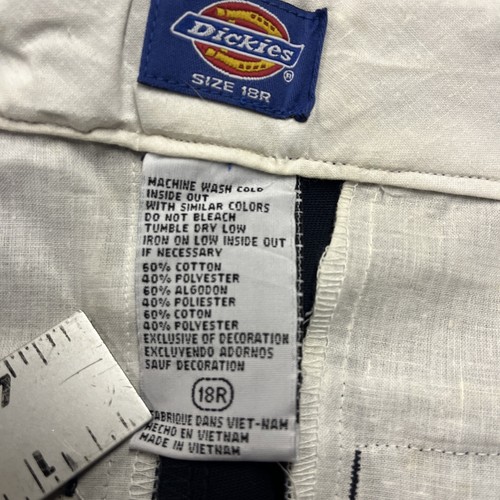 Dickies
®
SIZE 18R
MACHINE WASH COLD
INSIDE OUT
WITH SIMILAR COLORS
DO NOT BLEACH
TUMBLE DRY LOW
IRON ON LOW INSIDE OUT
IF NECESSARY
60% COTTON
40% POLYESTER
60% ALGODON
40% POLIESTER
60% COTON
40% POLYESTER
EXCLUSIVE OF DECORATION
EXCLUYENDO ADORNOS
SAUF DECORATION
18R
FABRIQUE DANS VIET-NAM
HECHO EN VIETNAM
MADE IN VIETNAM